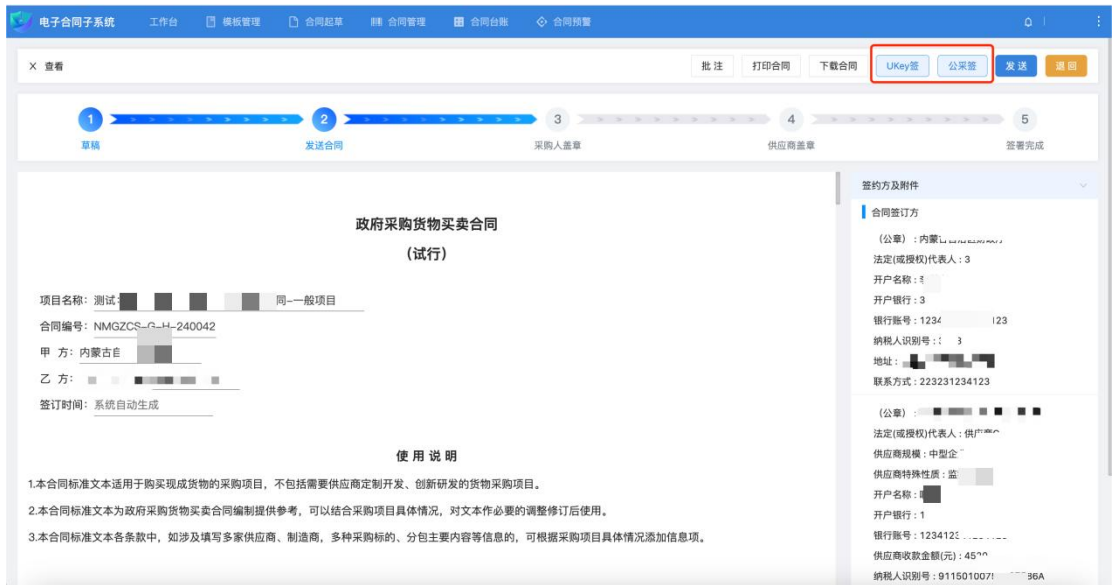 电子合同子系统 工作台 模板管理 合同起草 合同管理 合同台账 合同预警
查看 批注 打印合同 下载合同 UKey签 公采签 发送 退回
1 2 3 4 5
草稿 发送合同 采购人盖章 供应商盖章 签署完成
政府采购货物买卖合同
(试行)
项目名称: 测试 同–一般项目
合同编号: NMGZCS-G-H-240042
甲 方: 内蒙古自
乙 方:
签订时间: 系统自动生成
使 用 说 明
1.本合同标准文本适用于购买现成货物的采购项目，不包括需要供应商定制开发、创新研发的货物采购项目。
2.本合同标准文本为政府采购货物买卖合同编制提供参考，可以结合采购项目具体情况，对文本作必要的调整修订后使用。
3.本合同标准文本各条款中，如涉及填写多家供应商、制造商，多种采购标的、分包主要内容等信息的，可根据采购项目具体情况添加信息项。
签约方及附件
合同签订方
(公章) : 内蒙
法定(或授权)代表人 : 3
开户名称 :
开户银行 : 3
银行账号 : 1234 123
纳税人识别号 : 3
地址 :
联系方式 : 223231234123
(公章) :
法定(或授权)代表人 : 供应商
供应商规模 : 中型企
供应商特殊性质 : 监
开户名称 :
开户银行 : 1
银行账号 : 123412
供应商收款金额(元) : 45
纳税人识别号 : 911501007 86A